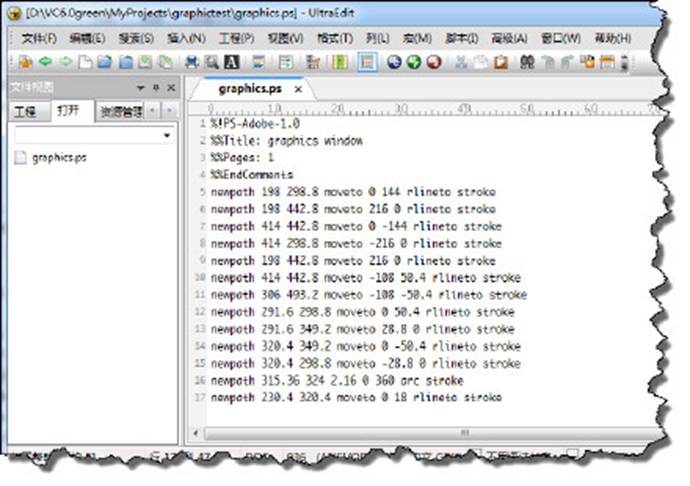 [D:\VC6.0green\MyProjects\graphictest\graphics.ps] - UltraEdit
文件(F) 编辑(E) 搜索(S) 插入(N) 工程(P) 视图(V) 格式(T) 列(L) 宏(M) 脚本(I) 高级(A) 窗口(W) 帮助(H)
文件视图
工程 打开 资源管理
graphics.ps
graphics.ps
0 10 20 30 40 50 60
1 %!PS-Adobe-1.0
2 %%Title: graphics window
3 %%Pages: 1
4 %%EndComments
5 newpath 198 298.8 moveto 0 144 rlineto stroke
6 newpath 198 442.8 moveto 216 0 rlineto stroke
7 newpath 414 442.8 moveto 0 -144 rlineto stroke
8 newpath 414 298.8 moveto -216 0 rlineto stroke
9 newpath 198 442.8 moveto 216 0 rlineto stroke
10 newpath 414 442.8 moveto -108 50.4 rlineto stroke
11 newpath 306 493.2 moveto -108 -50.4 rlineto stroke
12 newpath 291.6 298.8 moveto 0 50.4 rlineto stroke
13 newpath 291.6 349.2 moveto 28.8 0 rlineto stroke
14 newpath 320.4 349.2 moveto 0 -50.4 rlineto stroke
15 newpath 320.4 298.8 moveto -28.8 0 rlineto stroke
16 newpath 315.36 324 2.16 0 360 arc stroke
17 newpath 230.4 320.4 moveto 0 18 rlineto stroke